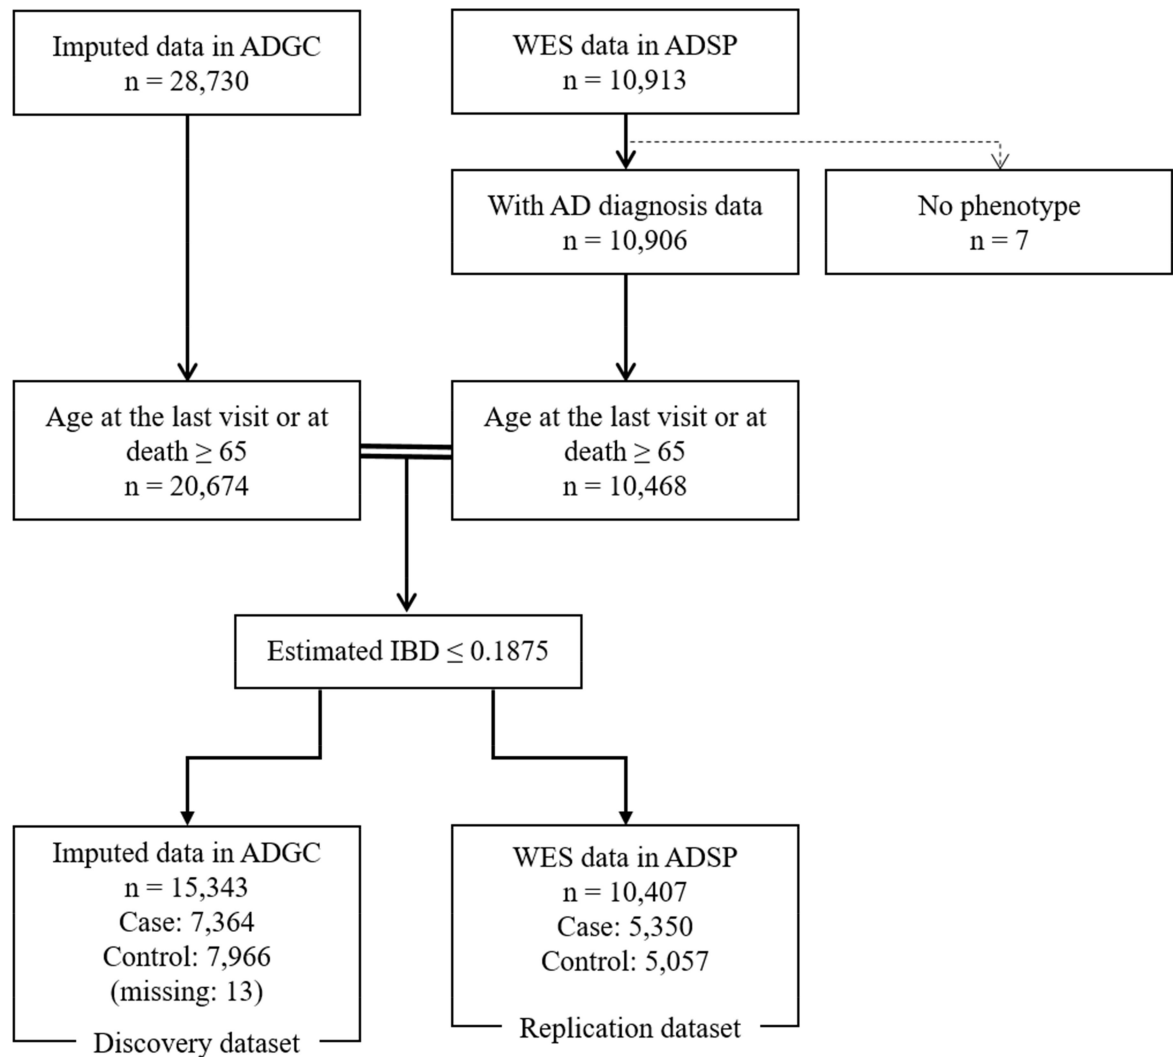 Imputed data in ADGC
n = 28,730
WES data in ADSP
n = 10,913
With AD diagnosis data
n = 10,906
No phenotype
n = 7
Age at the last visit or at
death ≥ 65
n = 20,674
Age at the last visit or at
death ≥ 65
n = 10,468
Estimated IBD ≤ 0.1875
Imputed data in ADGC
n = 15,343
Case: 7,364
Control: 7,966
(missing: 13)
Discovery dataset
WES data in ADSP
n = 10,407
Case: 5,350
Control: 5,057
Replication dataset